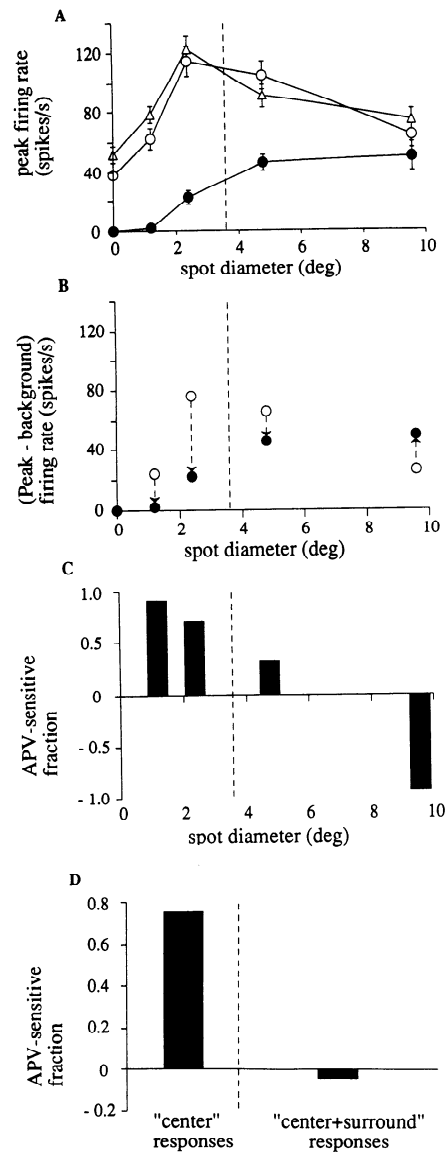 A
120
80
40
0
peak firing rate
(spikes/s)
0 2 4 6 8 10
spot diameter (deg)
B
120
80
40
0
(Peak - background)
firing rate (spikes/s)
0 2 4 6 8 10
spot diameter (deg)
C
1.0
0.5
0
- 0.5
- 1.0
APV-sensitive
fraction
0 2 4 6 8 10
spot diameter (deg)
D
0.8
0.6
0.4
0.2
0
- 0.2
APV-sensitive
fraction
"center" "center+surround"
responses responses